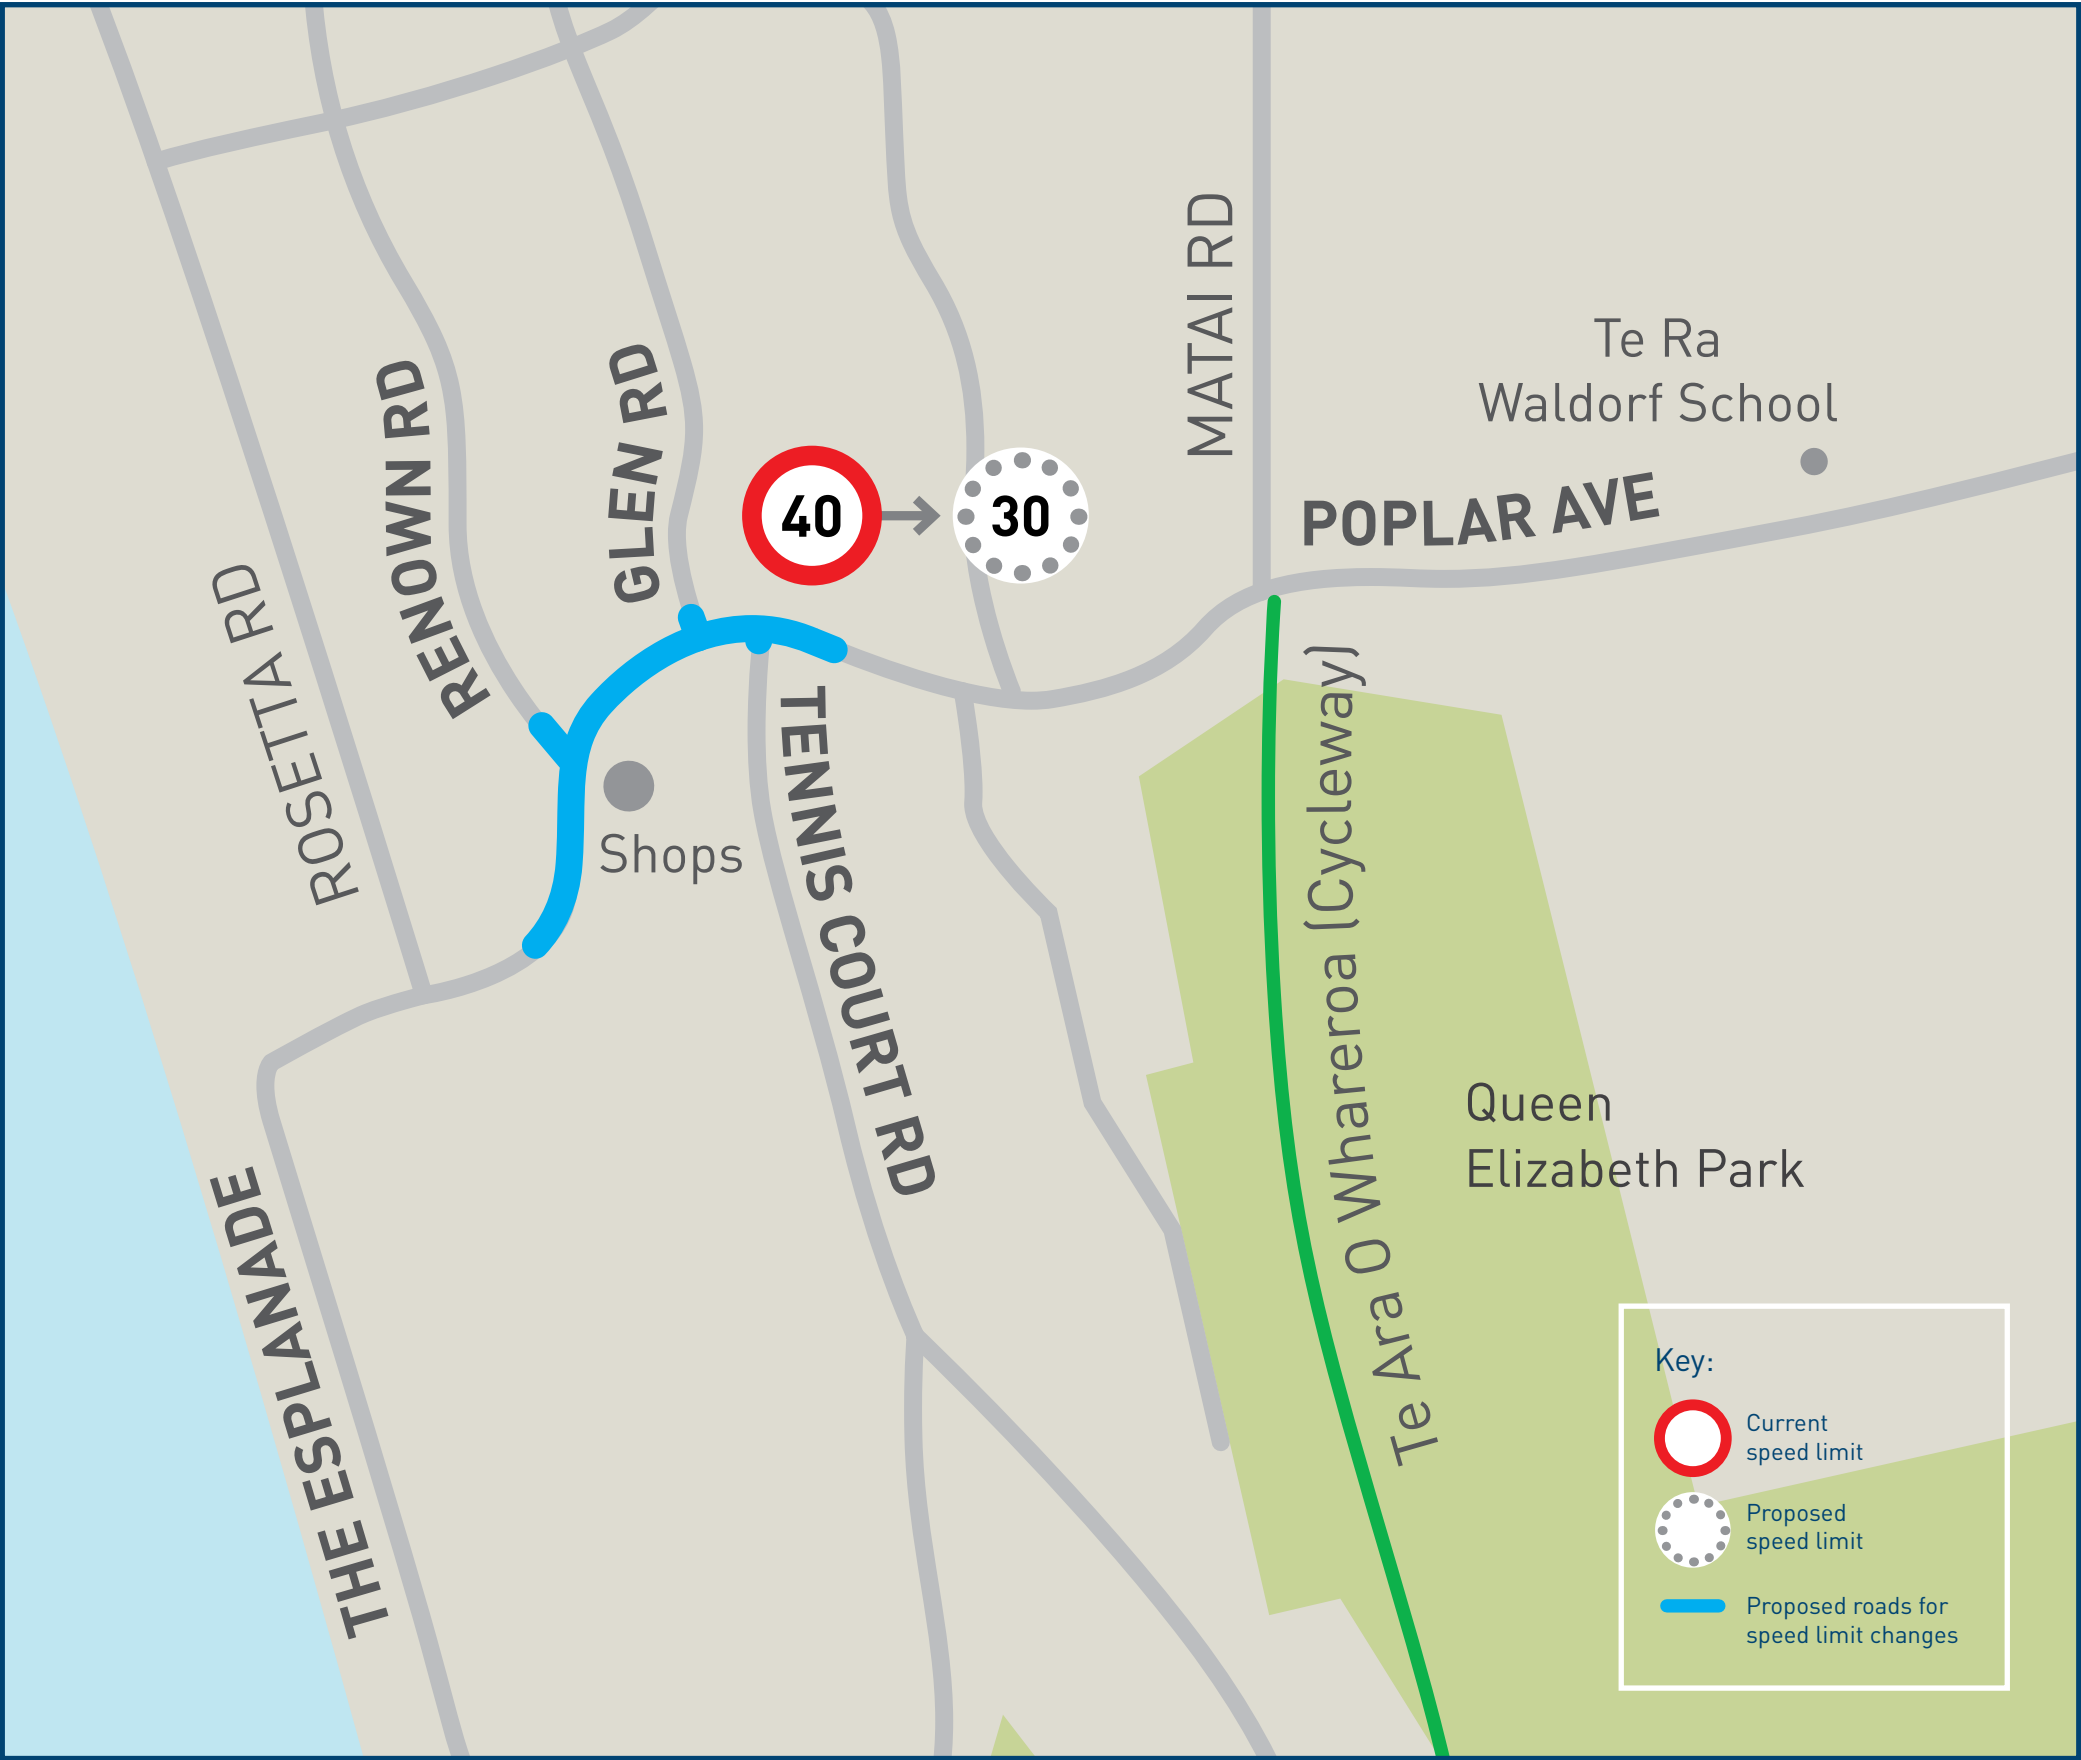 MATAI RD
Te Ra
Waldorf School
RENOWN RD
GLEN RD
40
30
POPLAR AVE
ROSETTA RD
TENNIS COURT RD
Shops
Te Ara O Whareroa (Cycleway)
Queen
Elizabeth Park
THE ESPLANADE
Key:
Current
speed limit
Proposed
speed limit
Proposed roads for
speed limit changes